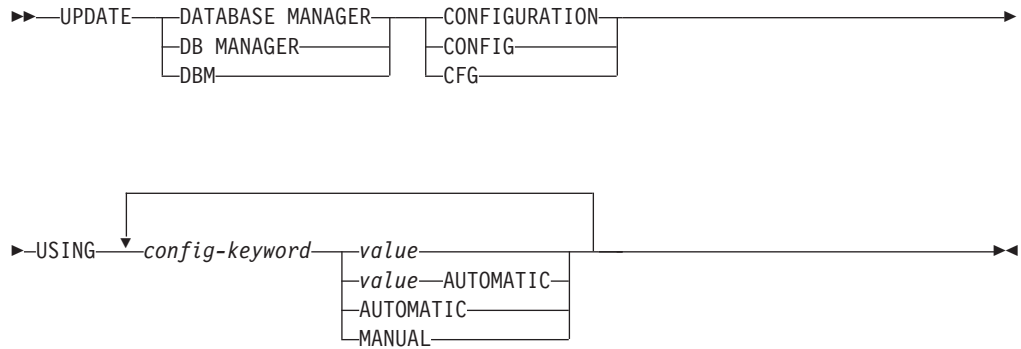 UPDATE DATABASE MANAGER CONFIGURATION
DB MANAGER CONFIG
DBM CFG
USING config-keyword value
value AUTOMATIC
AUTOMATIC
MANUAL